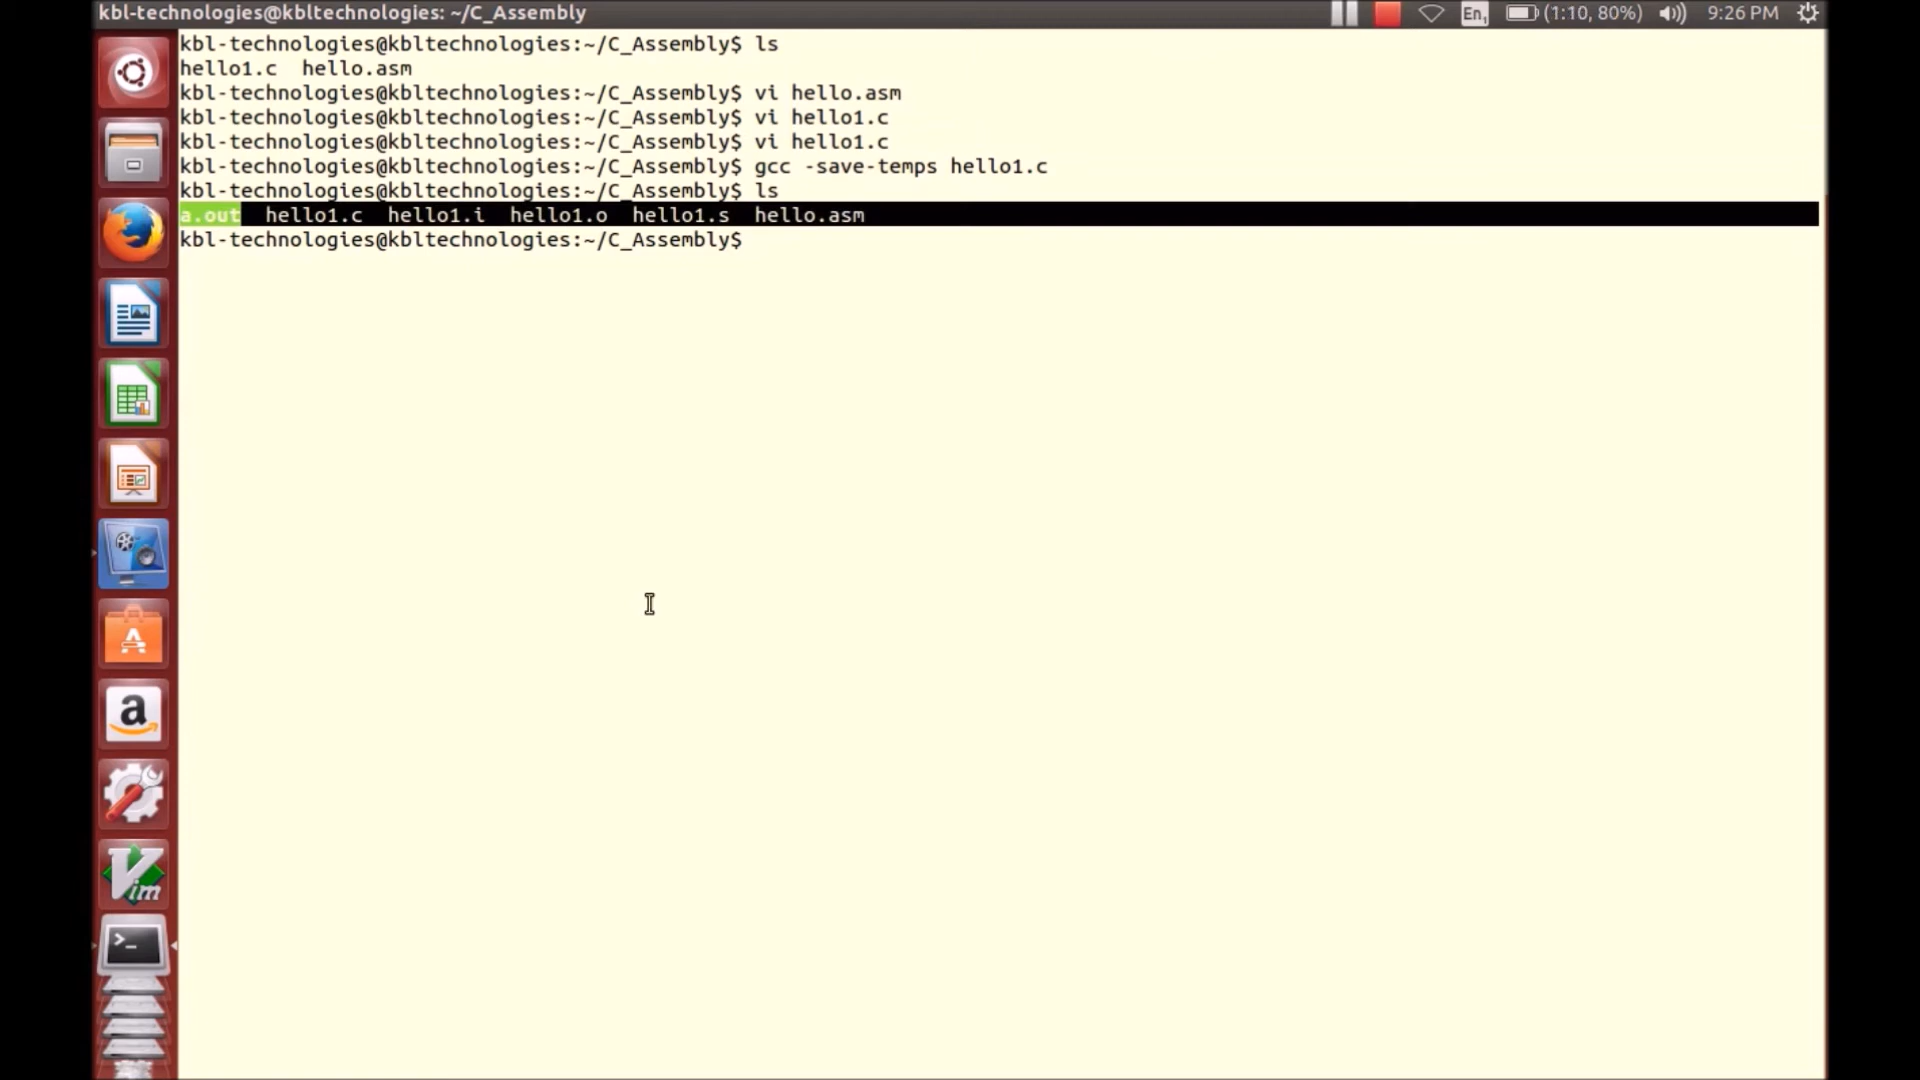 kbl-technologies@kbltechnologies: ~/C_Assembly En1 (1:10, 80%) 9:26 PM
kbl-technologies@kbltechnologies:~/C_Assembly$ ls
hello1.c hello.asm
kbl-technologies@kbltechnologies:~/C_Assembly$ vi hello.asm
kbl-technologies@kbltechnologies:~/C_Assembly$ vi hello1.c
kbl-technologies@kbltechnologies:~/C_Assembly$ vi hello1.c
kbl-technologies@kbltechnologies:~/C_Assembly$ gcc -save-temps hello1.c
kbl-technologies@kbltechnologies:~/C_Assembly$ ls
a.out hello1.c hello1.i hello1.o hello1.s hello.asm
kbl-technologies@kbltechnologies:~/C_Assembly$
A
a
Vim
>_